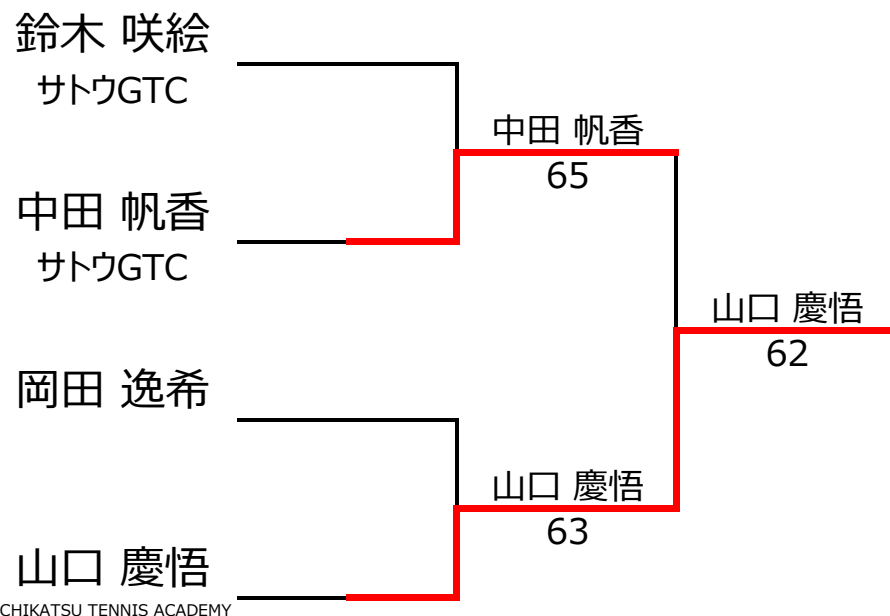 鈴木 咲絵
サトウGTC
中田 帆香
65
中田 帆香
サトウGTC
山口 慶悟
62
岡田 逸希
山口 慶悟
63
山口 慶悟
CHIKATSU TENNIS ACADEMY